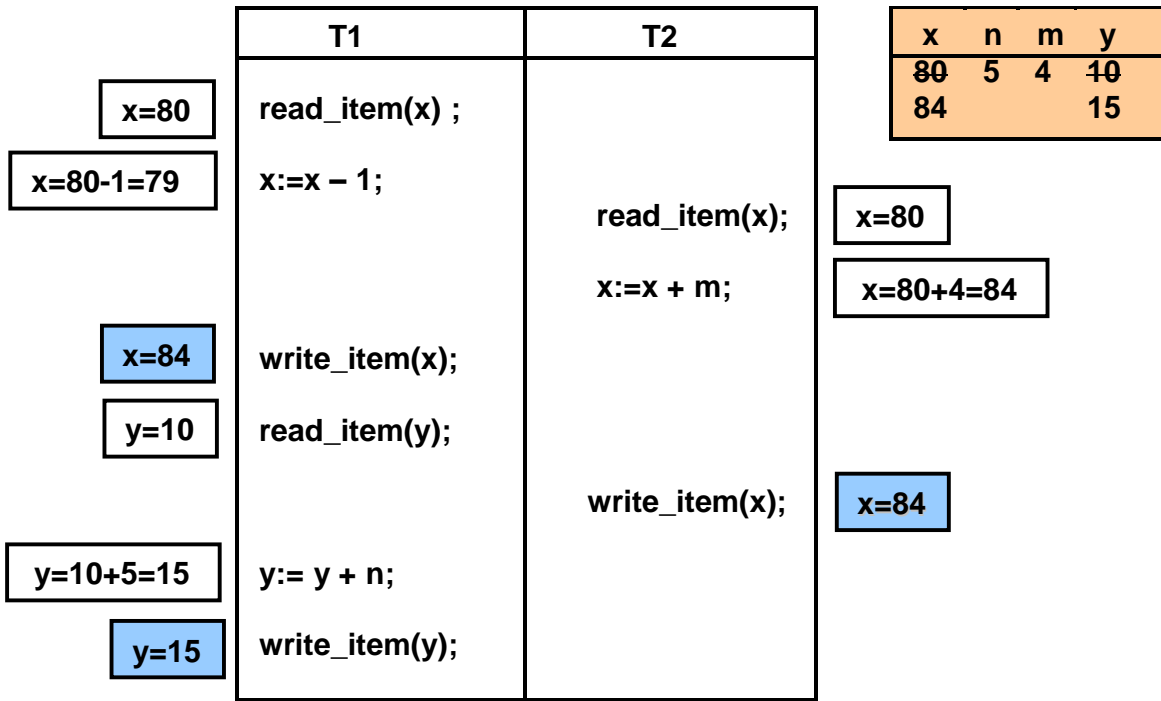 T1 T2
x n m y
80 5 4 10
x=80 read_item(x) ; 84 15
x=80-1=79 x:=x – 1;
read_item(x); x=80
x:=x + m; x=80+4=84
x=84 write_item(x);
y=10 read_item(y);
write_item(x); x=84
y=10+5=15 y:= y + n;
y=15 write_item(y);